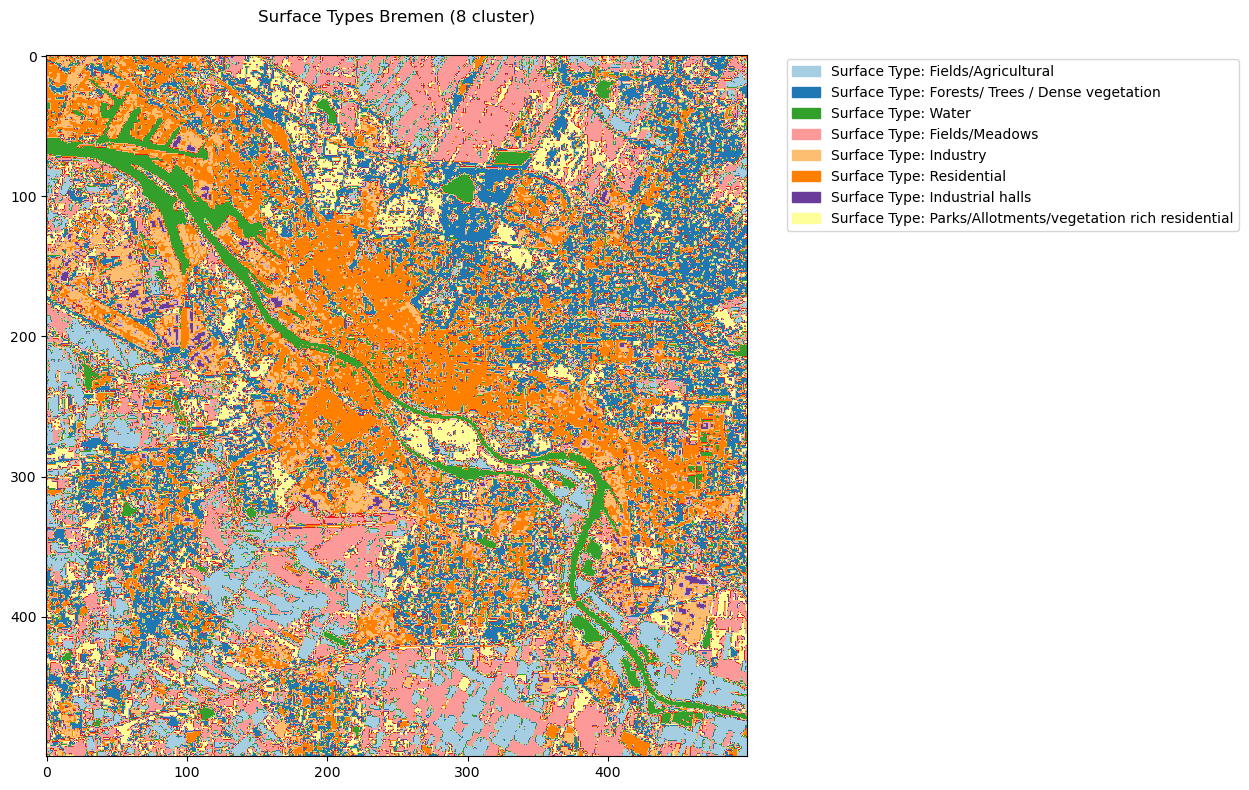 Surface Types Bremen (8 cluster)
0
100
200
300
400
0
100
200
300
400
Surface Type: Fields/Agricultural
Surface Type: Forests/ Trees / Dense vegetation
Surface Type: Water
Surface Type: Fields/Meadows
Surface Type: Industry
Surface Type: Residential
Surface Type: Industrial halls
Surface Type: Parks/Allotments/vegetation rich residential